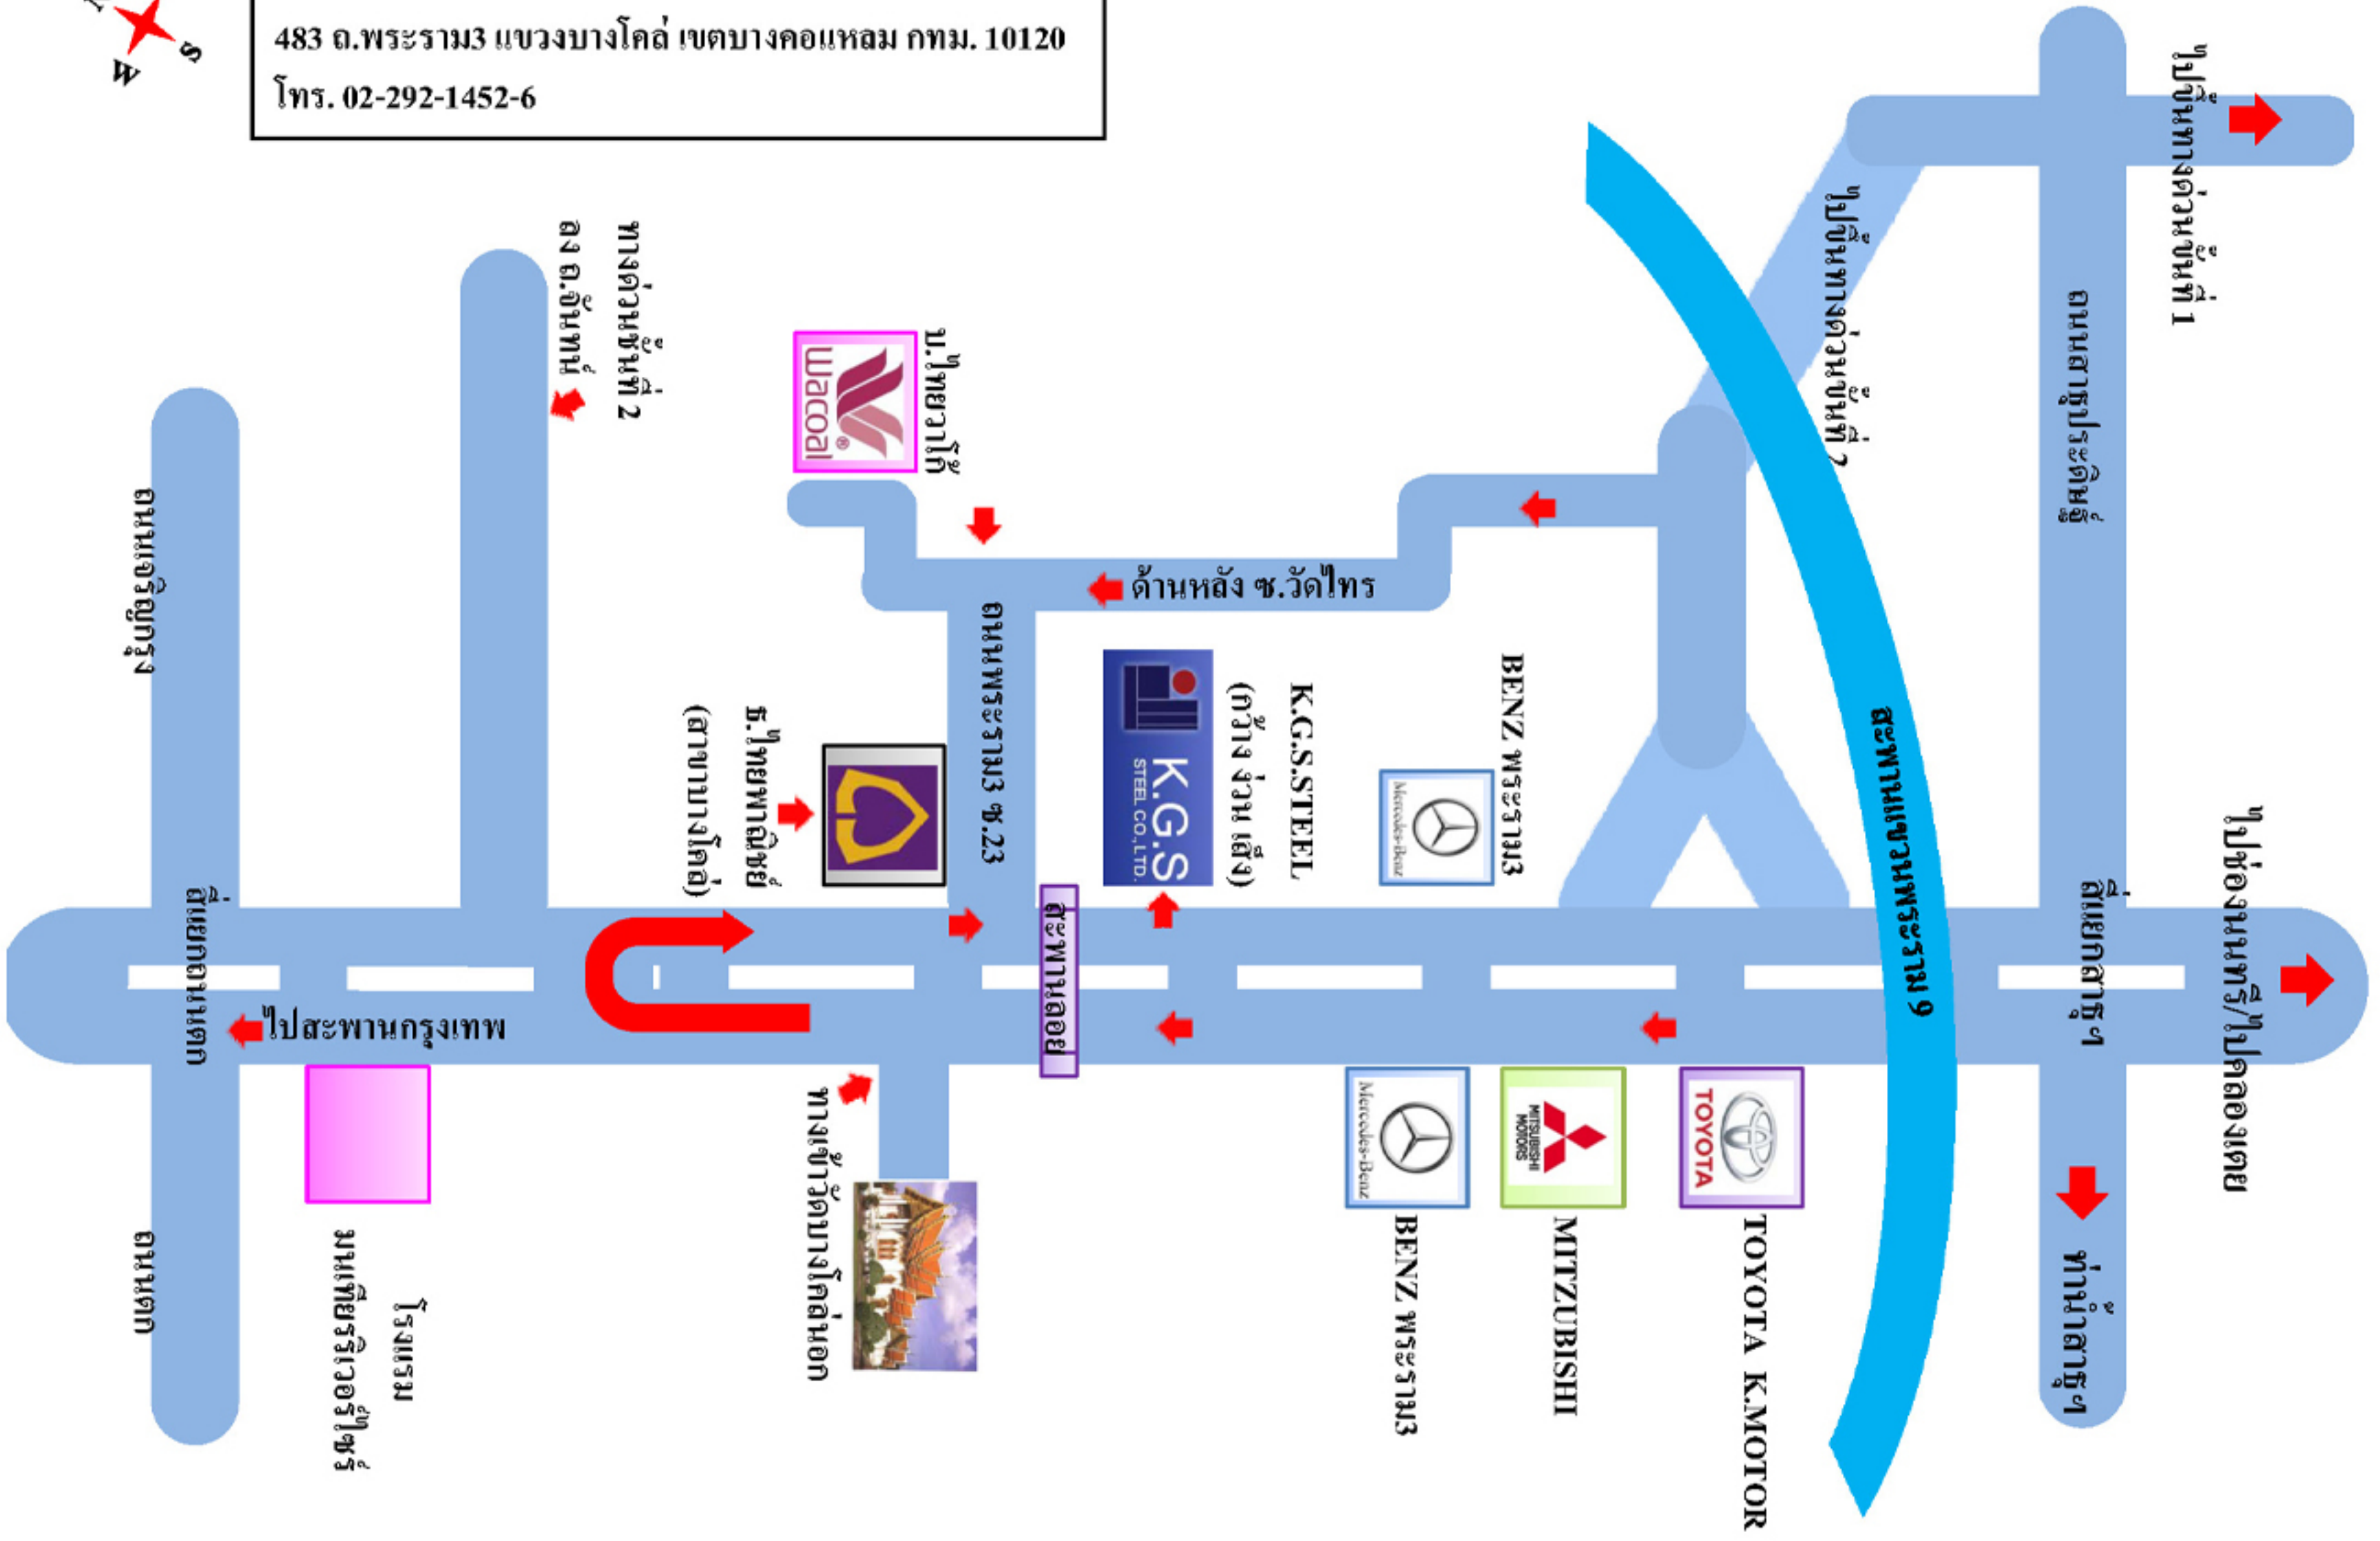 S
W
483 ถ.พระราม3 แขวงบางโคล่ เขตบางคอแหลม กทม. 10120
โทร. 02-292-1452-6
ไปขึ้นทางด่วนขั้นที่ 1
ไปขึ้นทางด่วนขั้นที่ 2
ถนนสาธุประดิษฐ์
ทางด่วนขั้นที่ 2
ลง ถ.จันทน์
บ.ไทยวาโก้
wacoal
ถนนเจริญกรุง
ด้านหลัง ซ.วัดไทร
ถนนพระราม3 ซ.23
ธ.ไทยพาณิชย์
(สาขาบางโคล่)
K.G.S
STEEL CO.,LTD.
K.G.S.STEEL
(กว้าง ง่วน เส็ง)
BENZ พระราม3
Mercedes-Benz
สะพานแขวนพระราม 9
ไปช่องนนทรี/ไปคลองเตย
สี่แยกสาธุฯ
สี่แยกถนนตก
สะพานลอย
ไปสะพานกรุงเทพ
โรงแรม
มนเทียรริเวอร์ไซร์
ถนนตก
ทางเข้าวัดบางโคล่นอก
Mercedes-Benz
BENZ พระราม3
MITSUBISHI
MOTORS
MITZUBISHI
TOYOTA
TOYOTA K.MOTOR
ท่าน้ำสาธุฯ